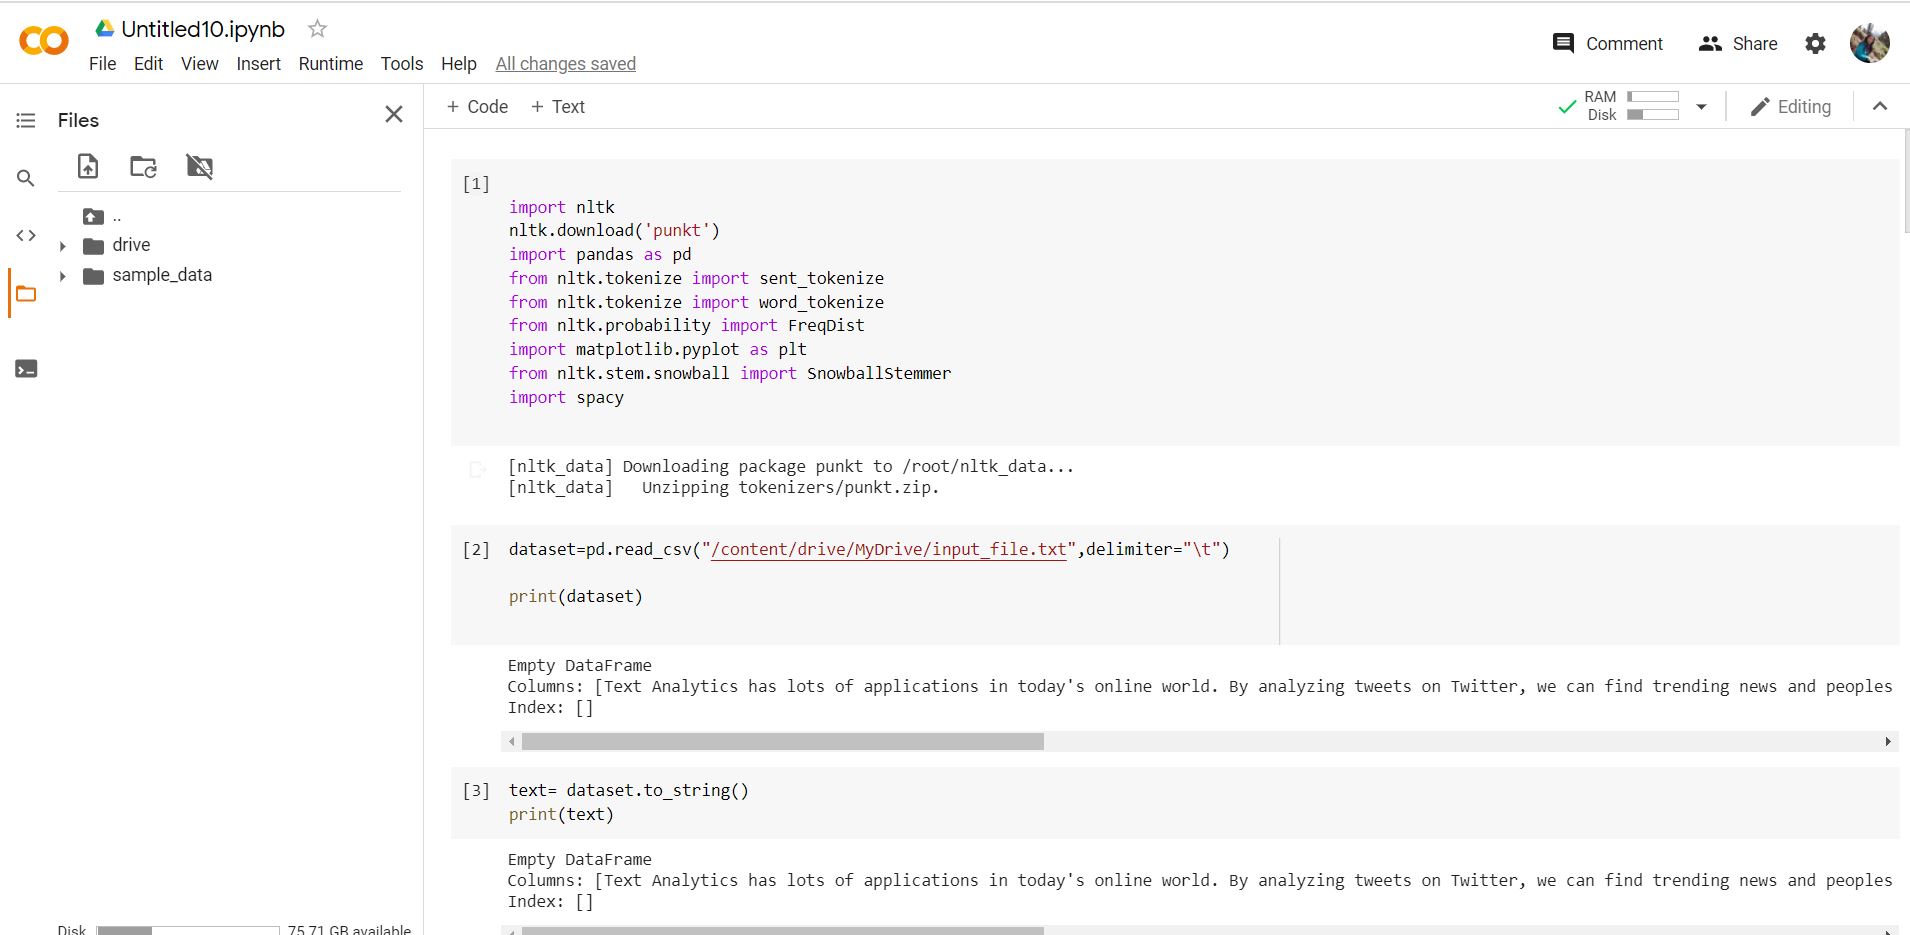 Untitled10.ipynb
File Edit View Insert Runtime Tools Help All changes saved
Comment
Share
Files
+ Code + Text
RAM
Disk
Editing
..
drive
sample_data
[1]
import nltk
nltk.download('punkt')
import pandas as pd
from nltk.tokenize import sent_tokenize
from nltk.tokenize import word_tokenize
from nltk.probability import FreqDist
import matplotlib.pyplot as plt
from nltk.stem.snowball import SnowballStemmer
import spacy
[nltk_data] Downloading package punkt to /root/nltk_data...
[nltk_data]   Unzipping tokenizers/punkt.zip.
[2] dataset=pd.read_csv("/content/drive/MyDrive/input_file.txt",delimiter="\t")
print(dataset)
Empty DataFrame
Columns: [Text Analytics has lots of applications in today's online world. By analyzing tweets on Twitter, we can find trending news and peoples
Index: []
[3] text= dataset.to_string()
print(text)
Empty DataFrame
Columns: [Text Analytics has lots of applications in today's online world. By analyzing tweets on Twitter, we can find trending news and peoples
Index: []
Disk 75.71 GB available